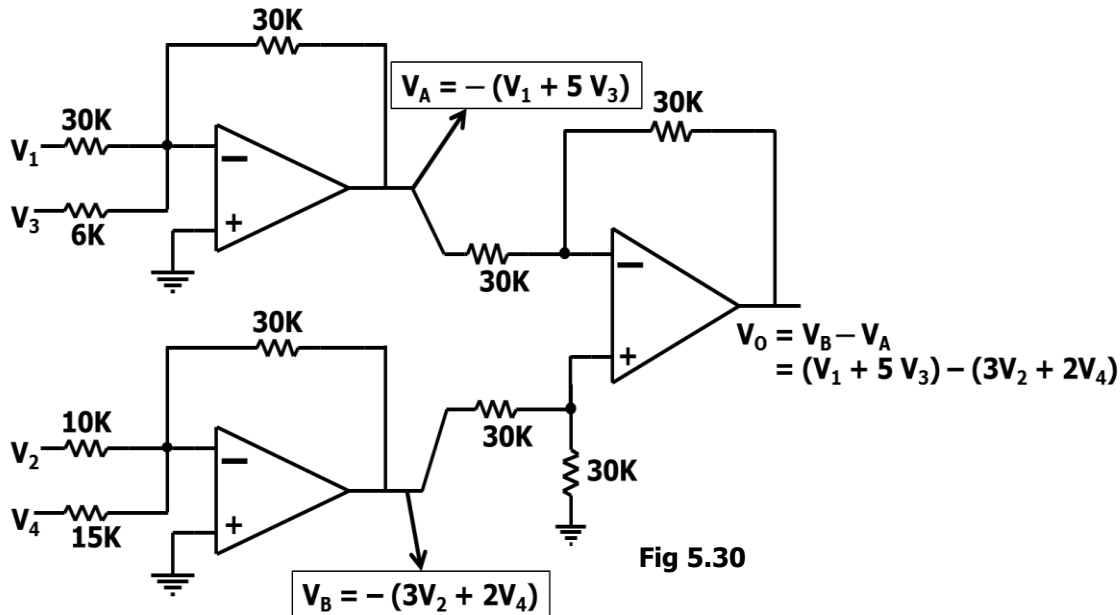 30K
V_A = – (V_1 + 5 V_3)
30K
30K
V_1
V_3
6K
30K
30K
V_O = V_B – V_A
= (V_1 + 5 V_3) – (3V_2 + 2V_4)
10K
V_2
30K
30K
V_4
15K
Fig 5.30
V_B = – (3V_2 + 2V_4)